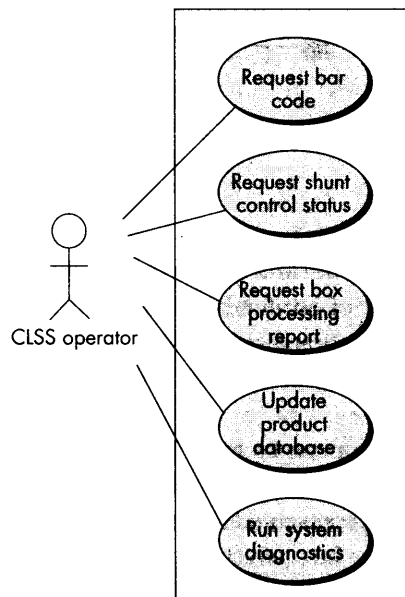 Request bar
code
Request shunt
control status
Request box
processing
report
CLSS operator
Update
product
database
Run system
diagnostics